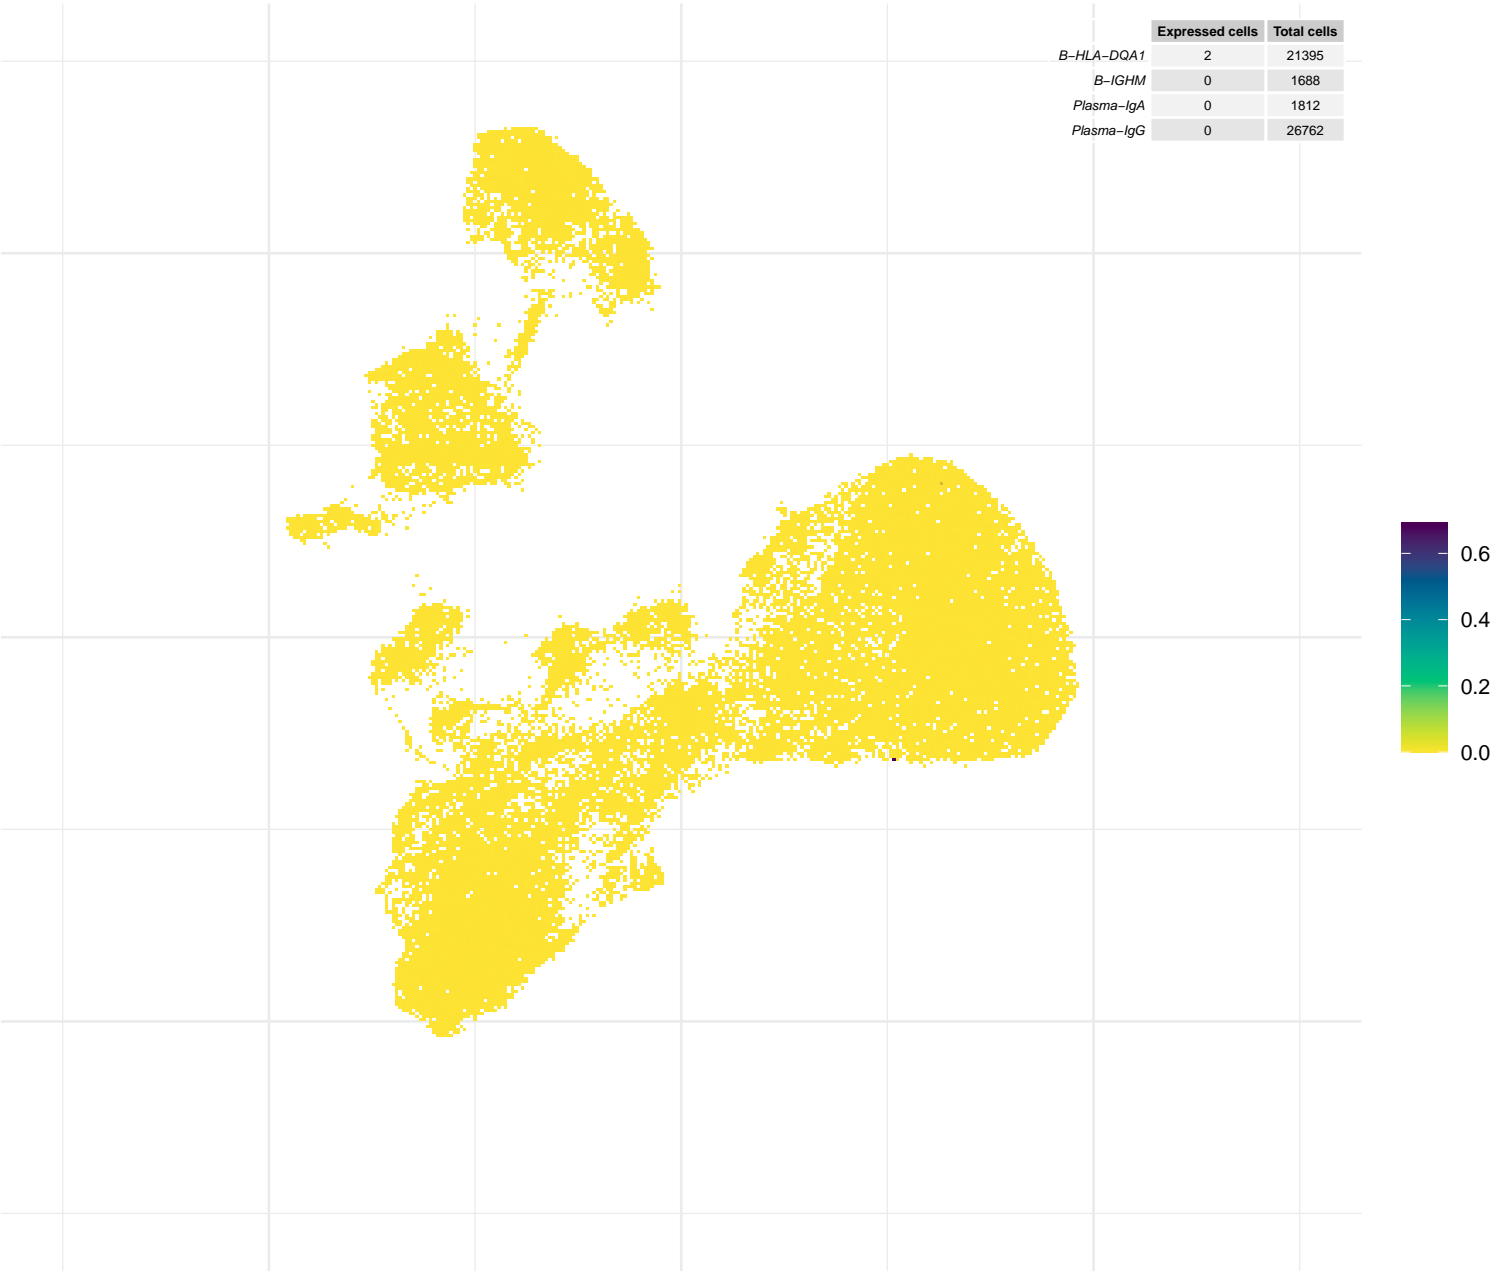 Expressed cells Total cells
B−HLA−DQA1 2 21395
B−IGHM 0 1688
Plasma−IgA 0 1812
Plasma−IgG 0 26762
0.6
0.4
0.2
0.0